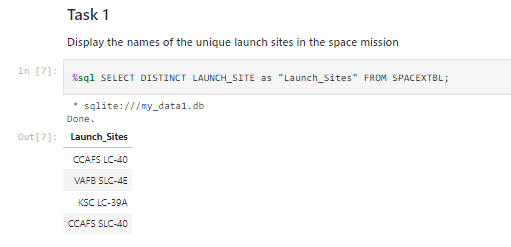 Task 1
Display the names of the unique launch sites in the space mission
In [7]: %sql SELECT DISTINCT LAUNCH_SITE as "Launch_Sites" FROM SPACEXTBL;
* sqlite:///my_data1.db
Done.
Out[7]: Launch_Sites
CCAFS LC-40
VAFB SLC-4E
KSC LC-39A
CCAFS SLC-40